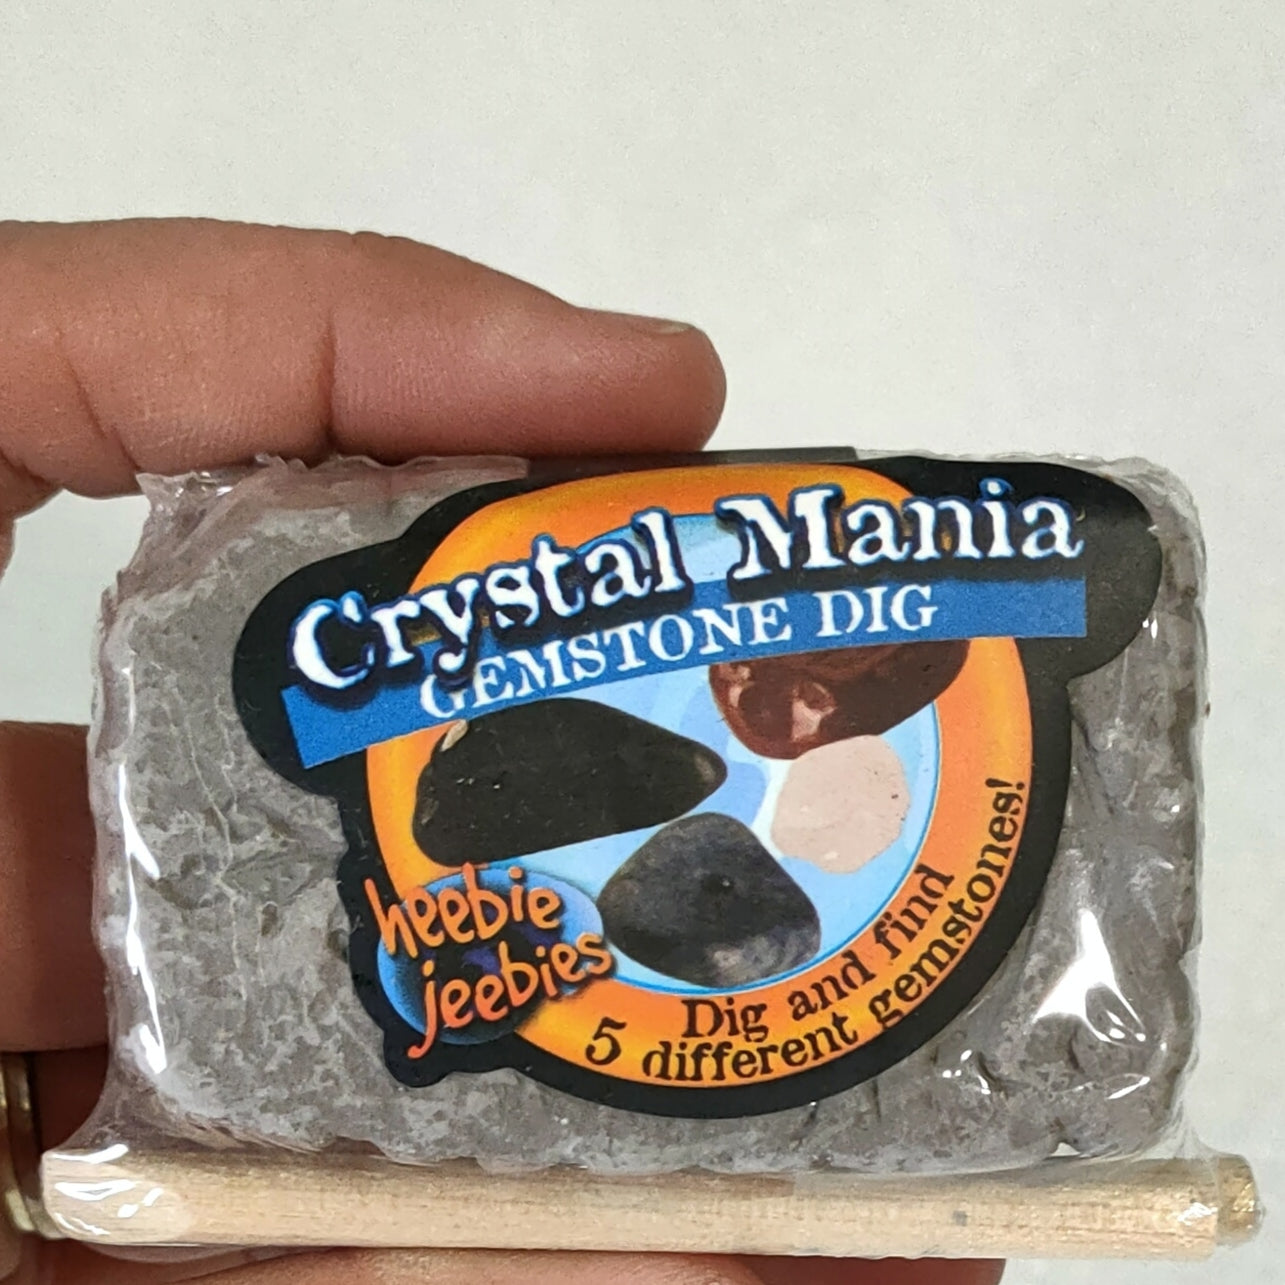 Crystal Mania
GEMSTONE DIG
heebie
jeebies
Dig and find
5 different gemstones!